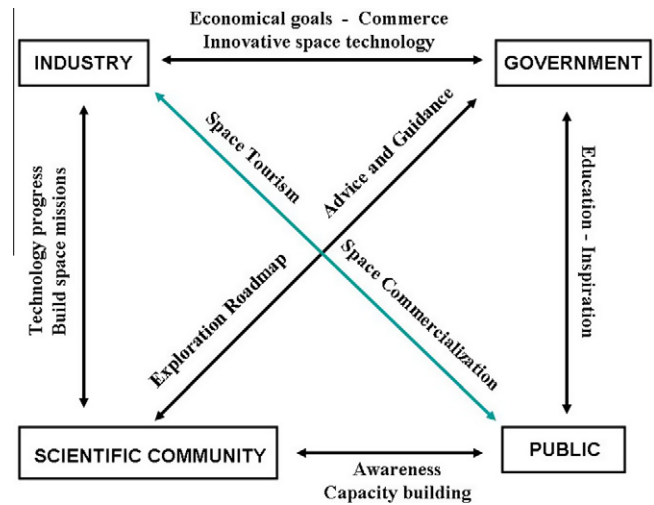 Economical goals - Commerce
Innovative space technology
INDUSTRY
GOVERNMENT
Space Tourism
Advice and Guidance
Technology progress
Build space missions
Education - Inspiration
Exploration Roadmap
Space Commercialization
SCIENTIFIC COMMUNITY
PUBLIC
Awareness
Capacity building